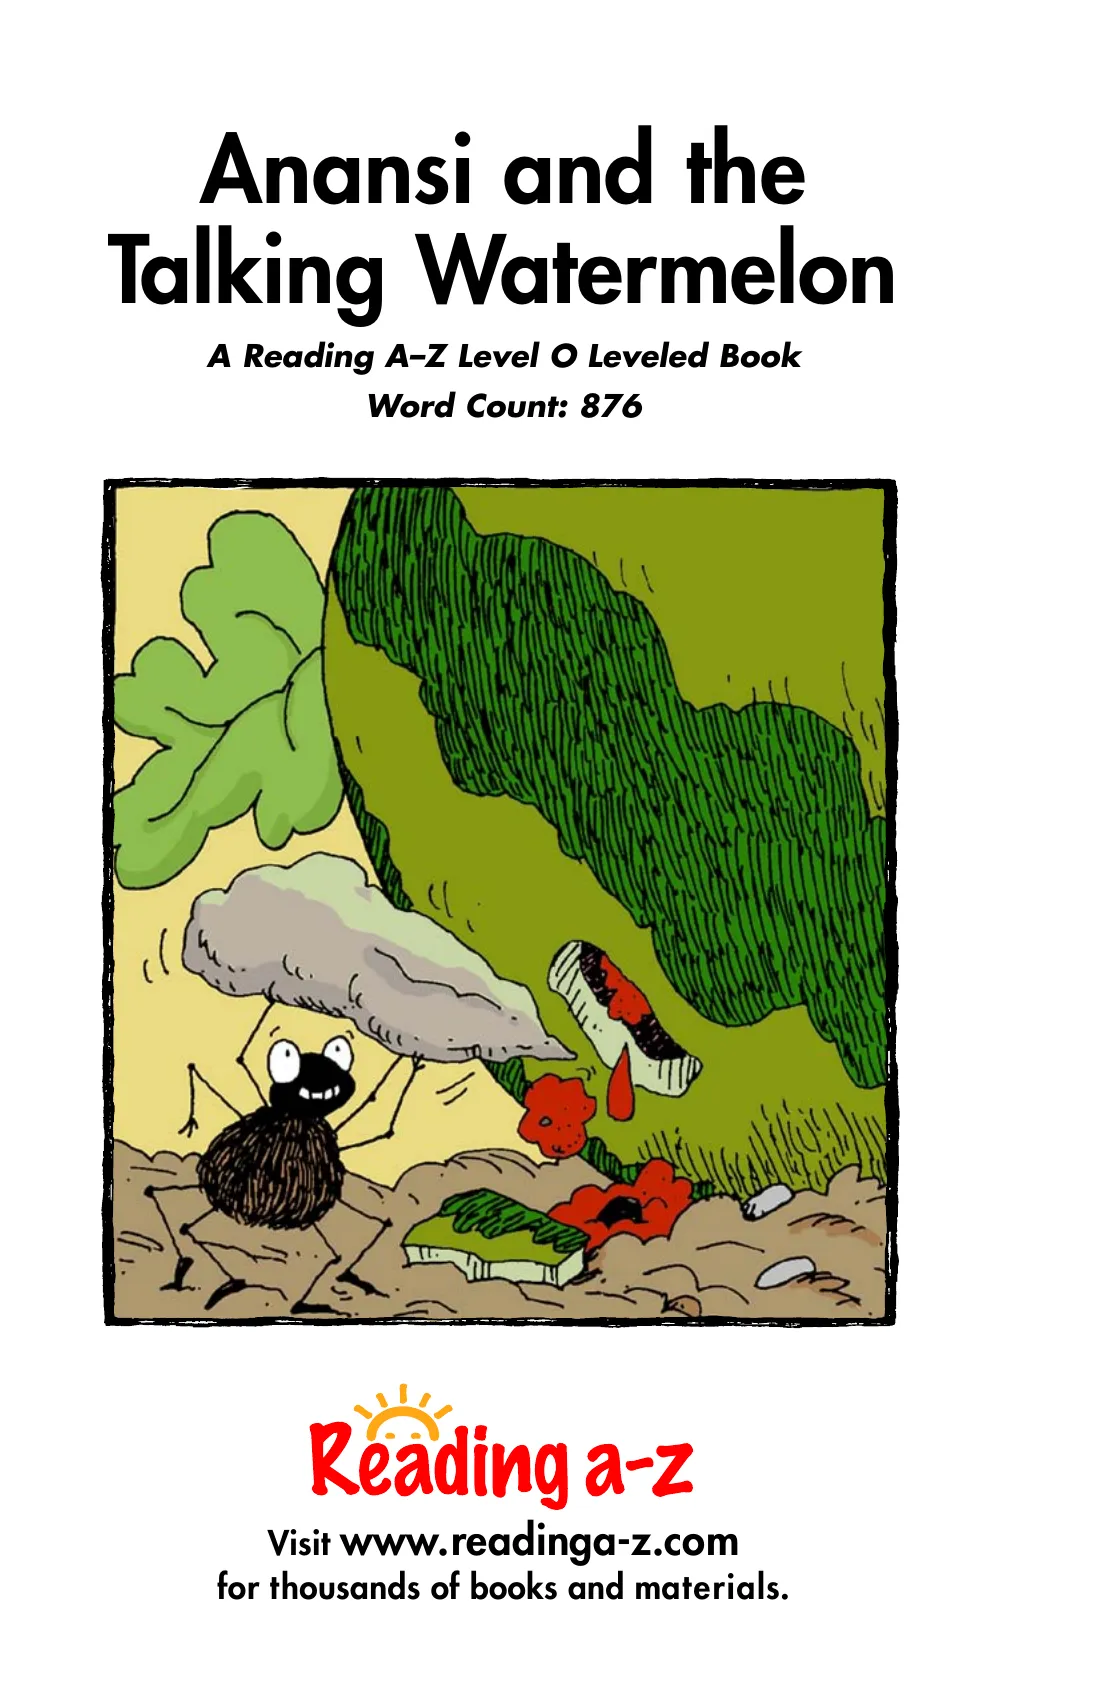 Anansi and the
Talking Watermelon
A Reading A–Z Level O Leveled Book
Word Count: 876
Reading a-z
Visit www.readinga-z.com
for thousands of books and materials.